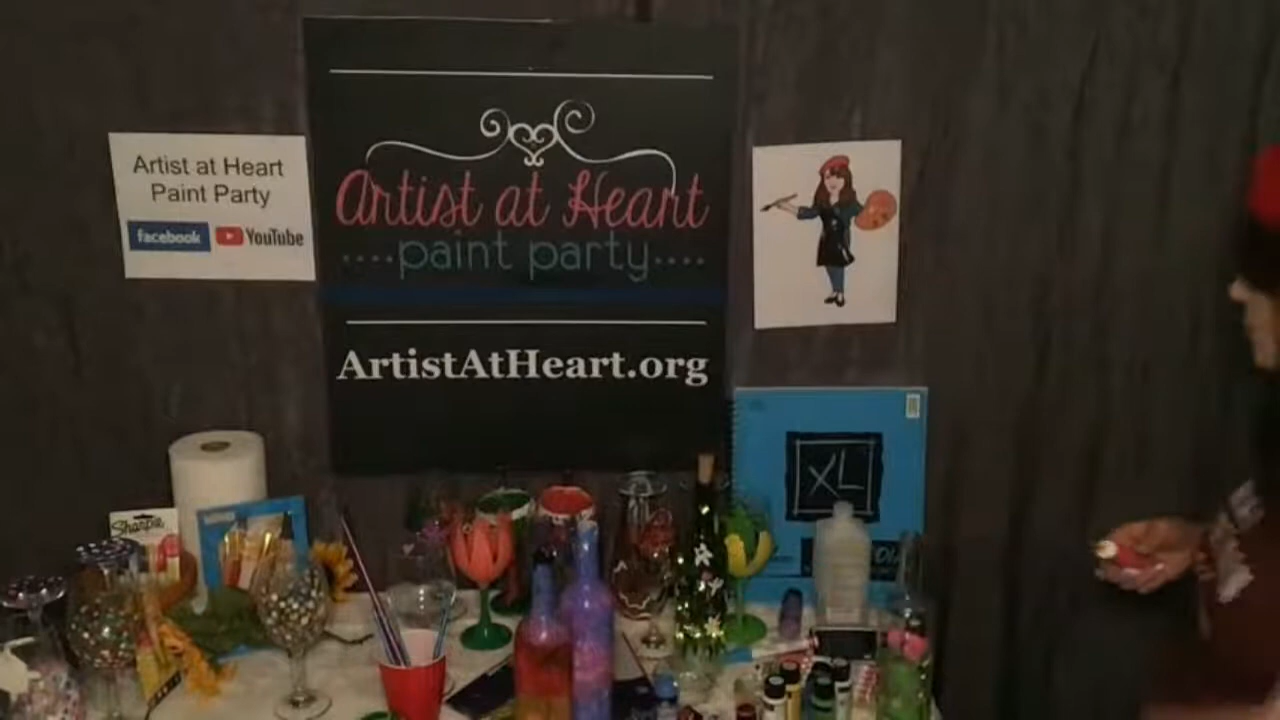 Artist at Heart
Paint Party
facebook
YouTube
Artist at Heart
....paint party....
ArtistAtHeart.org
XL
Sharpie